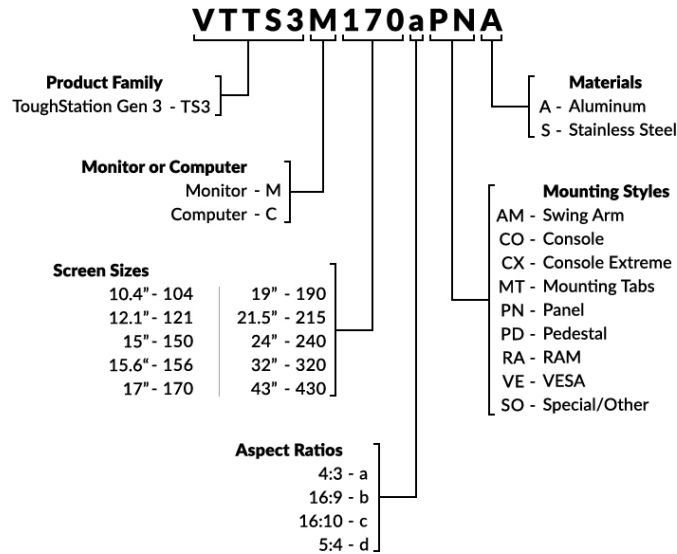 VTTS3M170aPNA
Product Family
ToughStation Gen 3 - TS3
Materials
A - Aluminum
S - Stainless Steel
Monitor or Computer
Monitor - M
Computer - C
Mounting Styles
AM - Swing Arm
CO - Console
CX - Console Extreme
MT - Mounting Tabs
PN - Panel
PD - Pedestal
RA - RAM
VE - VESA
SO - Special/Other
Screen Sizes
10.4”- 104
12.1”- 121
15”- 150
15.6“- 156
17”- 170
19” - 190
21.5” - 215
24” - 240
32” - 320
43” - 430
Aspect Ratios
4:3 - a
16:9 - b
16:10 - c
5:4 - d